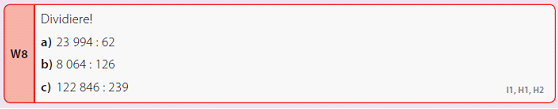 Dividiere!
W8
a) 23 994 : 62
b) 8 064 : 126
c) 122 846 : 239
I1, H1, H2